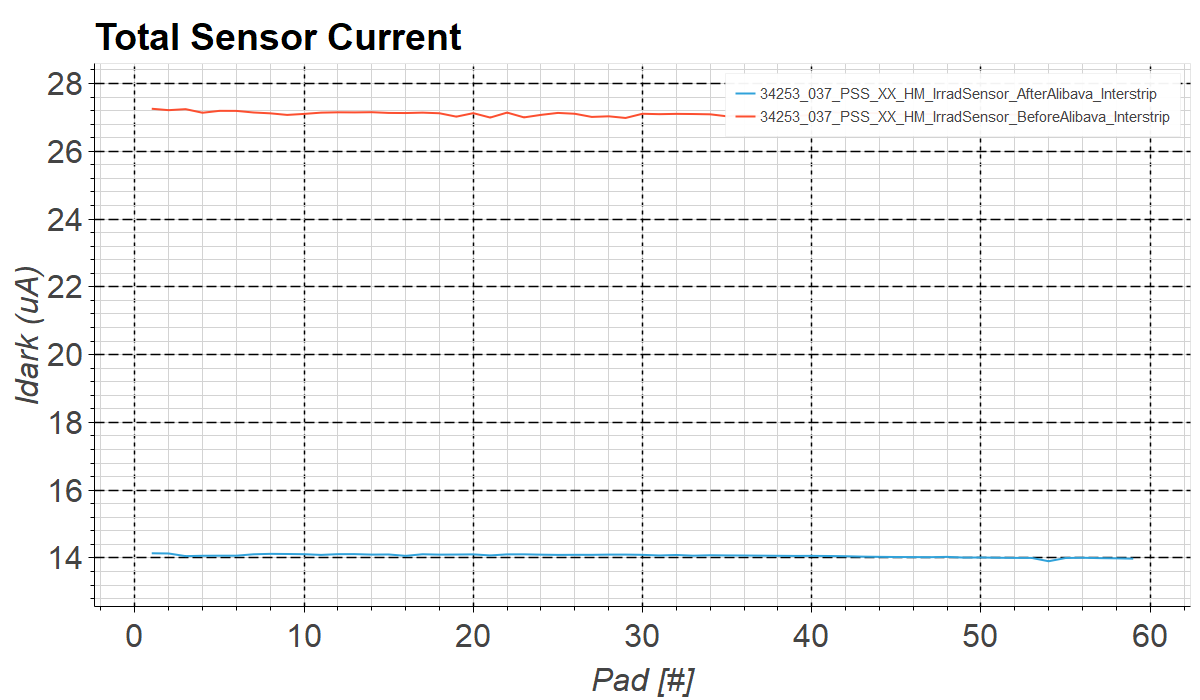 Total Sensor Current
34253_037_PSS_XX_HM_IrradSensor_AfterAlibava_Interstrip
34253_037_PSS_XX_HM_IrradSensor_BeforeAlibava_Interstrip
Idark (uA)
28
26
24
22
20
18
16
14
0 10 20 30 40 50 60
Pad [#]